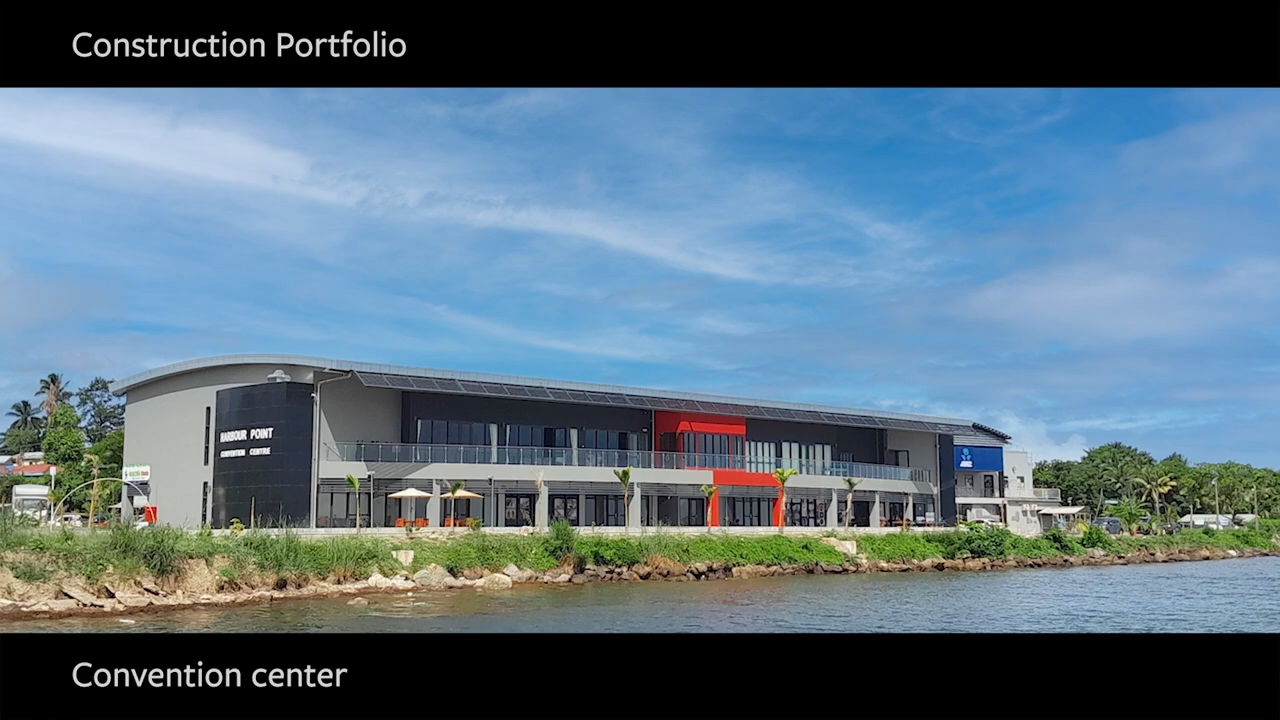 Construction Portfolio
HARBOUR POINT
CONVENTION CENTRE
Convention center